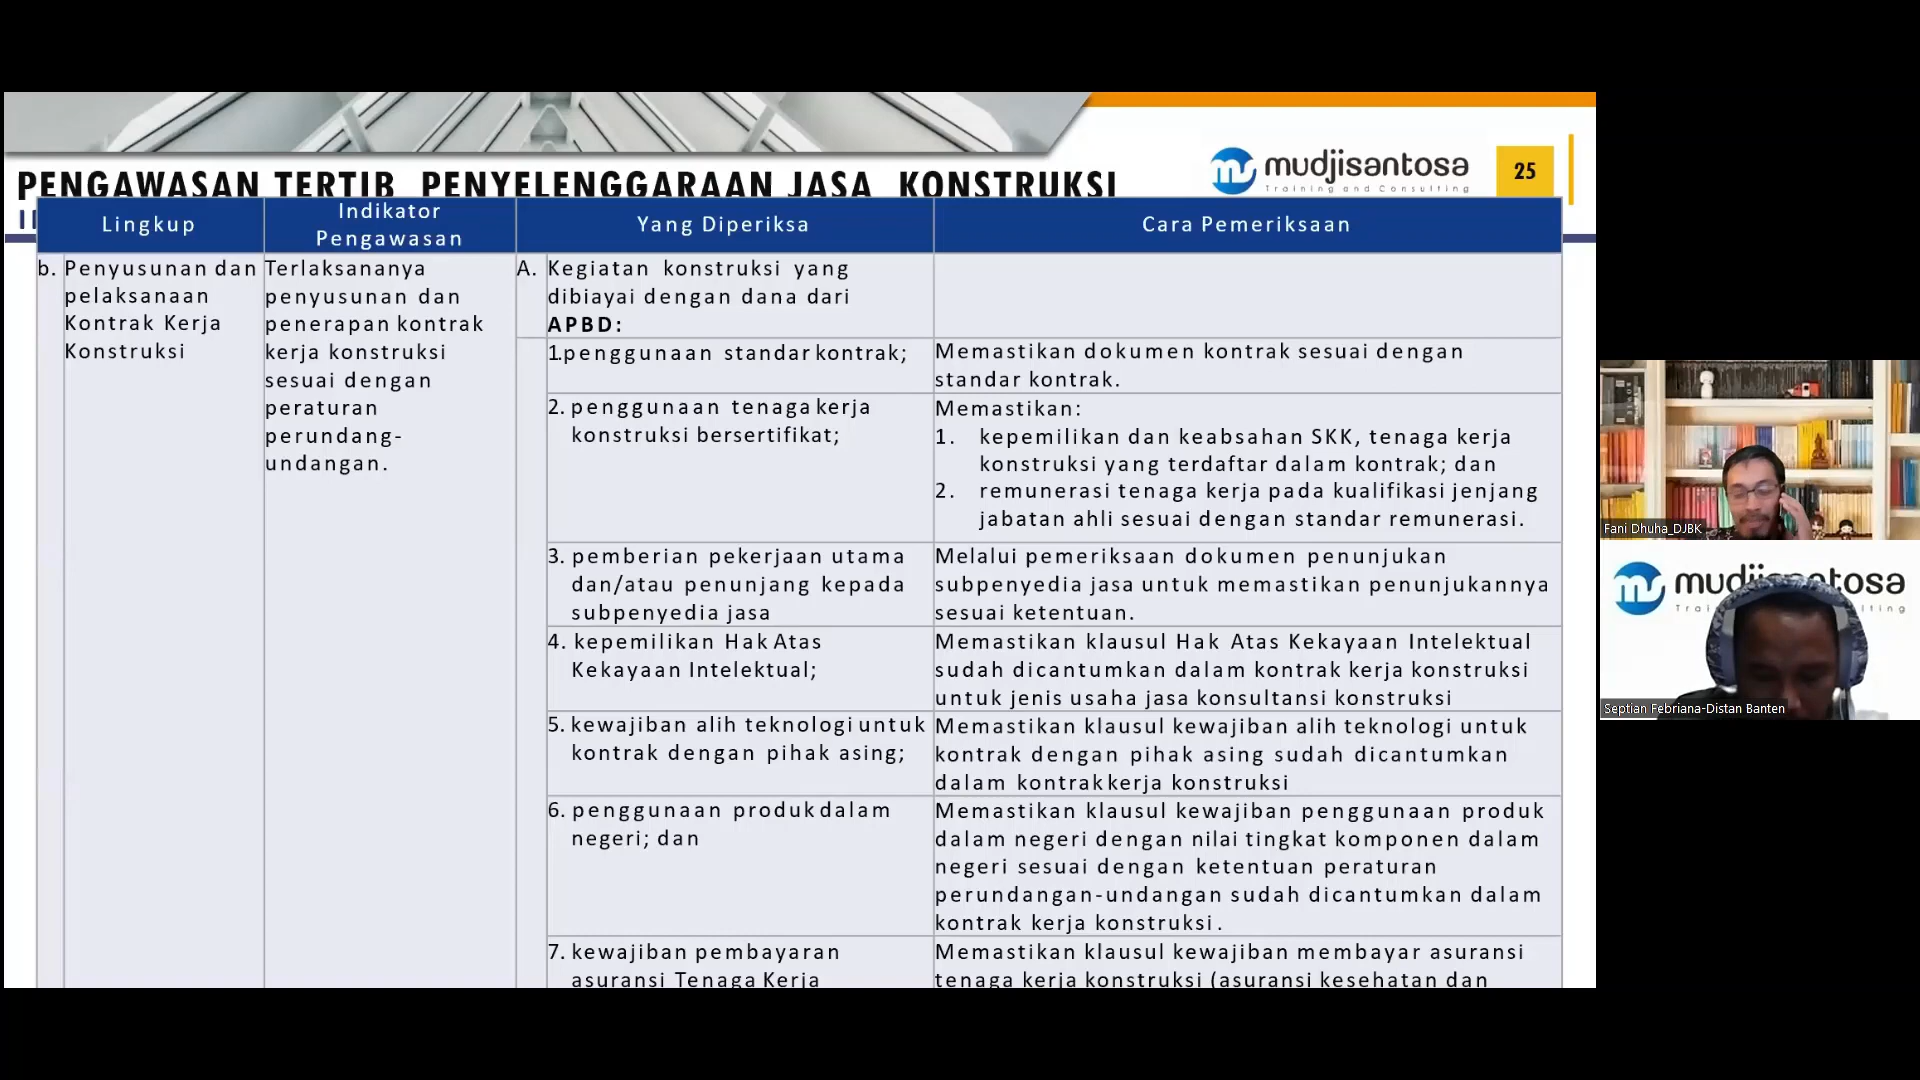 mudjisantosa
Training and Consulting
25
PENGAWASAN TERTIB PENYELENGGARAAN JASA KONSTRUKSI
Lingkup
Indikator
Pengawasan
Yang Diperiksa
Cara Pemeriksaan
b. Penyusunan dan
pelaksanaan
Kontrak Kerja
Konstruksi
Terlaksananya
penyusunan dan
penerapan kontrak
kerja konstruksi
sesuai dengan
peraturan
perundang-
undangan.
A. Kegiatan konstruksi yang
dibiayai dengan dana dari
APBD:
1.penggunaan standar kontrak;
Memastikan dokumen kontrak sesuai dengan
standar kontrak.
2. penggunaan tenaga kerja
konstruksi bersertifikat;
Memastikan:
1. kepemilikan dan keabsahan SKK, tenaga kerja
konstruksi yang terdaftar dalam kontrak; dan
2. remunerasi tenaga kerja pada kualifikasi jenjang
jabatan ahli sesuai dengan standar remunerasi.
3. pemberian pekerjaan utama
dan/atau penunjang kepada
subpenyedia jasa
Melalui pemeriksaan dokumen penunjukan
subpenyedia jasa untuk memastikan penunjukannya
sesuai ketentuan.
4. kepemilikan Hak Atas
Kekayaan Intelektual;
Memastikan klausul Hak Atas Kekayaan Intelektual
sudah dicantumkan dalam kontrak kerja konstruksi
untuk jenis usaha jasa konsultansi konstruksi
5. kewajiban alih teknologi untuk
kontrak dengan pihak asing;
Memastikan klausul kewajiban alih teknologi untuk
kontrak dengan pihak asing sudah dicantumkan
dalam kontrak kerja konstruksi
6. penggunaan produk dalam
negeri; dan
Memastikan klausul kewajiban penggunaan produk
dalam negeri dengan nilai tingkat komponen dalam
negeri sesuai dengan ketentuan peraturan
perundangan-undangan sudah dicantumkan dalam
kontrak kerja konstruksi.
7. kewajiban pembayaran
asuransi Tenaga Kerja
Memastikan klausul kewajiban membayar asuransi
tenaga kerja konstruksi (asuransi kesehatan dan
Fani Dhuha_DJBK
Septian Febriana-Distan Banten